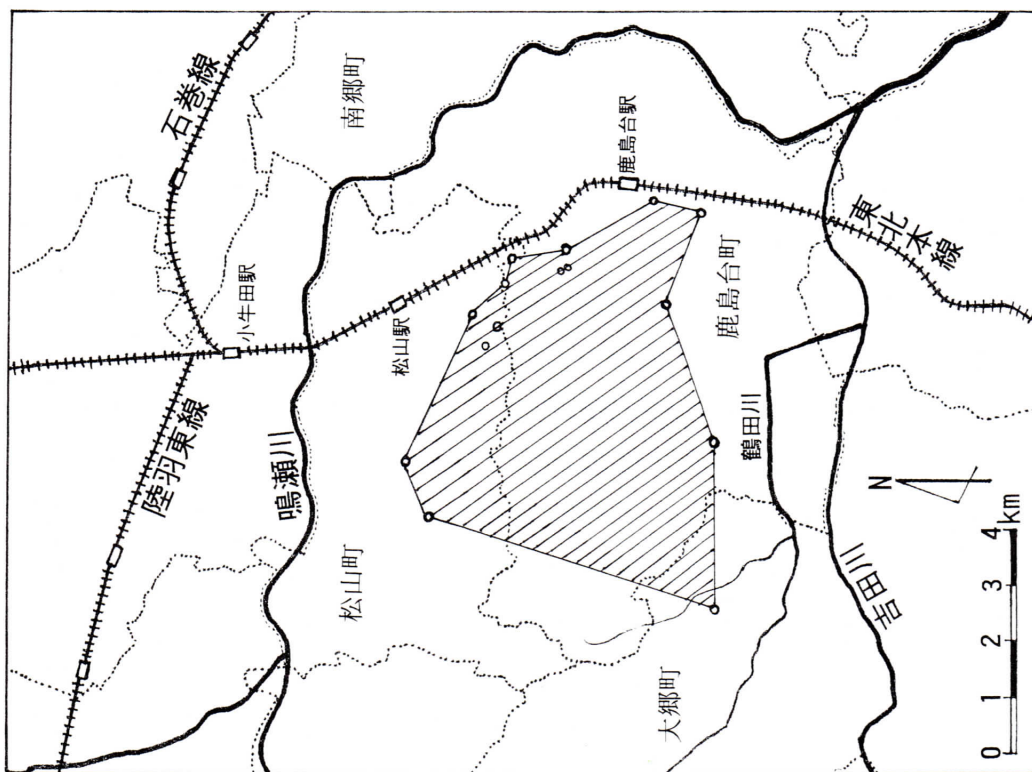 石巻線
南郷町
小牛田駅
陸羽東線
鳴瀬川
松山駅
松山町
鹿島台駅
東北本線
鹿島台町
鶴田川
大郷町
吉田川
N
0 1 2 3 4
km